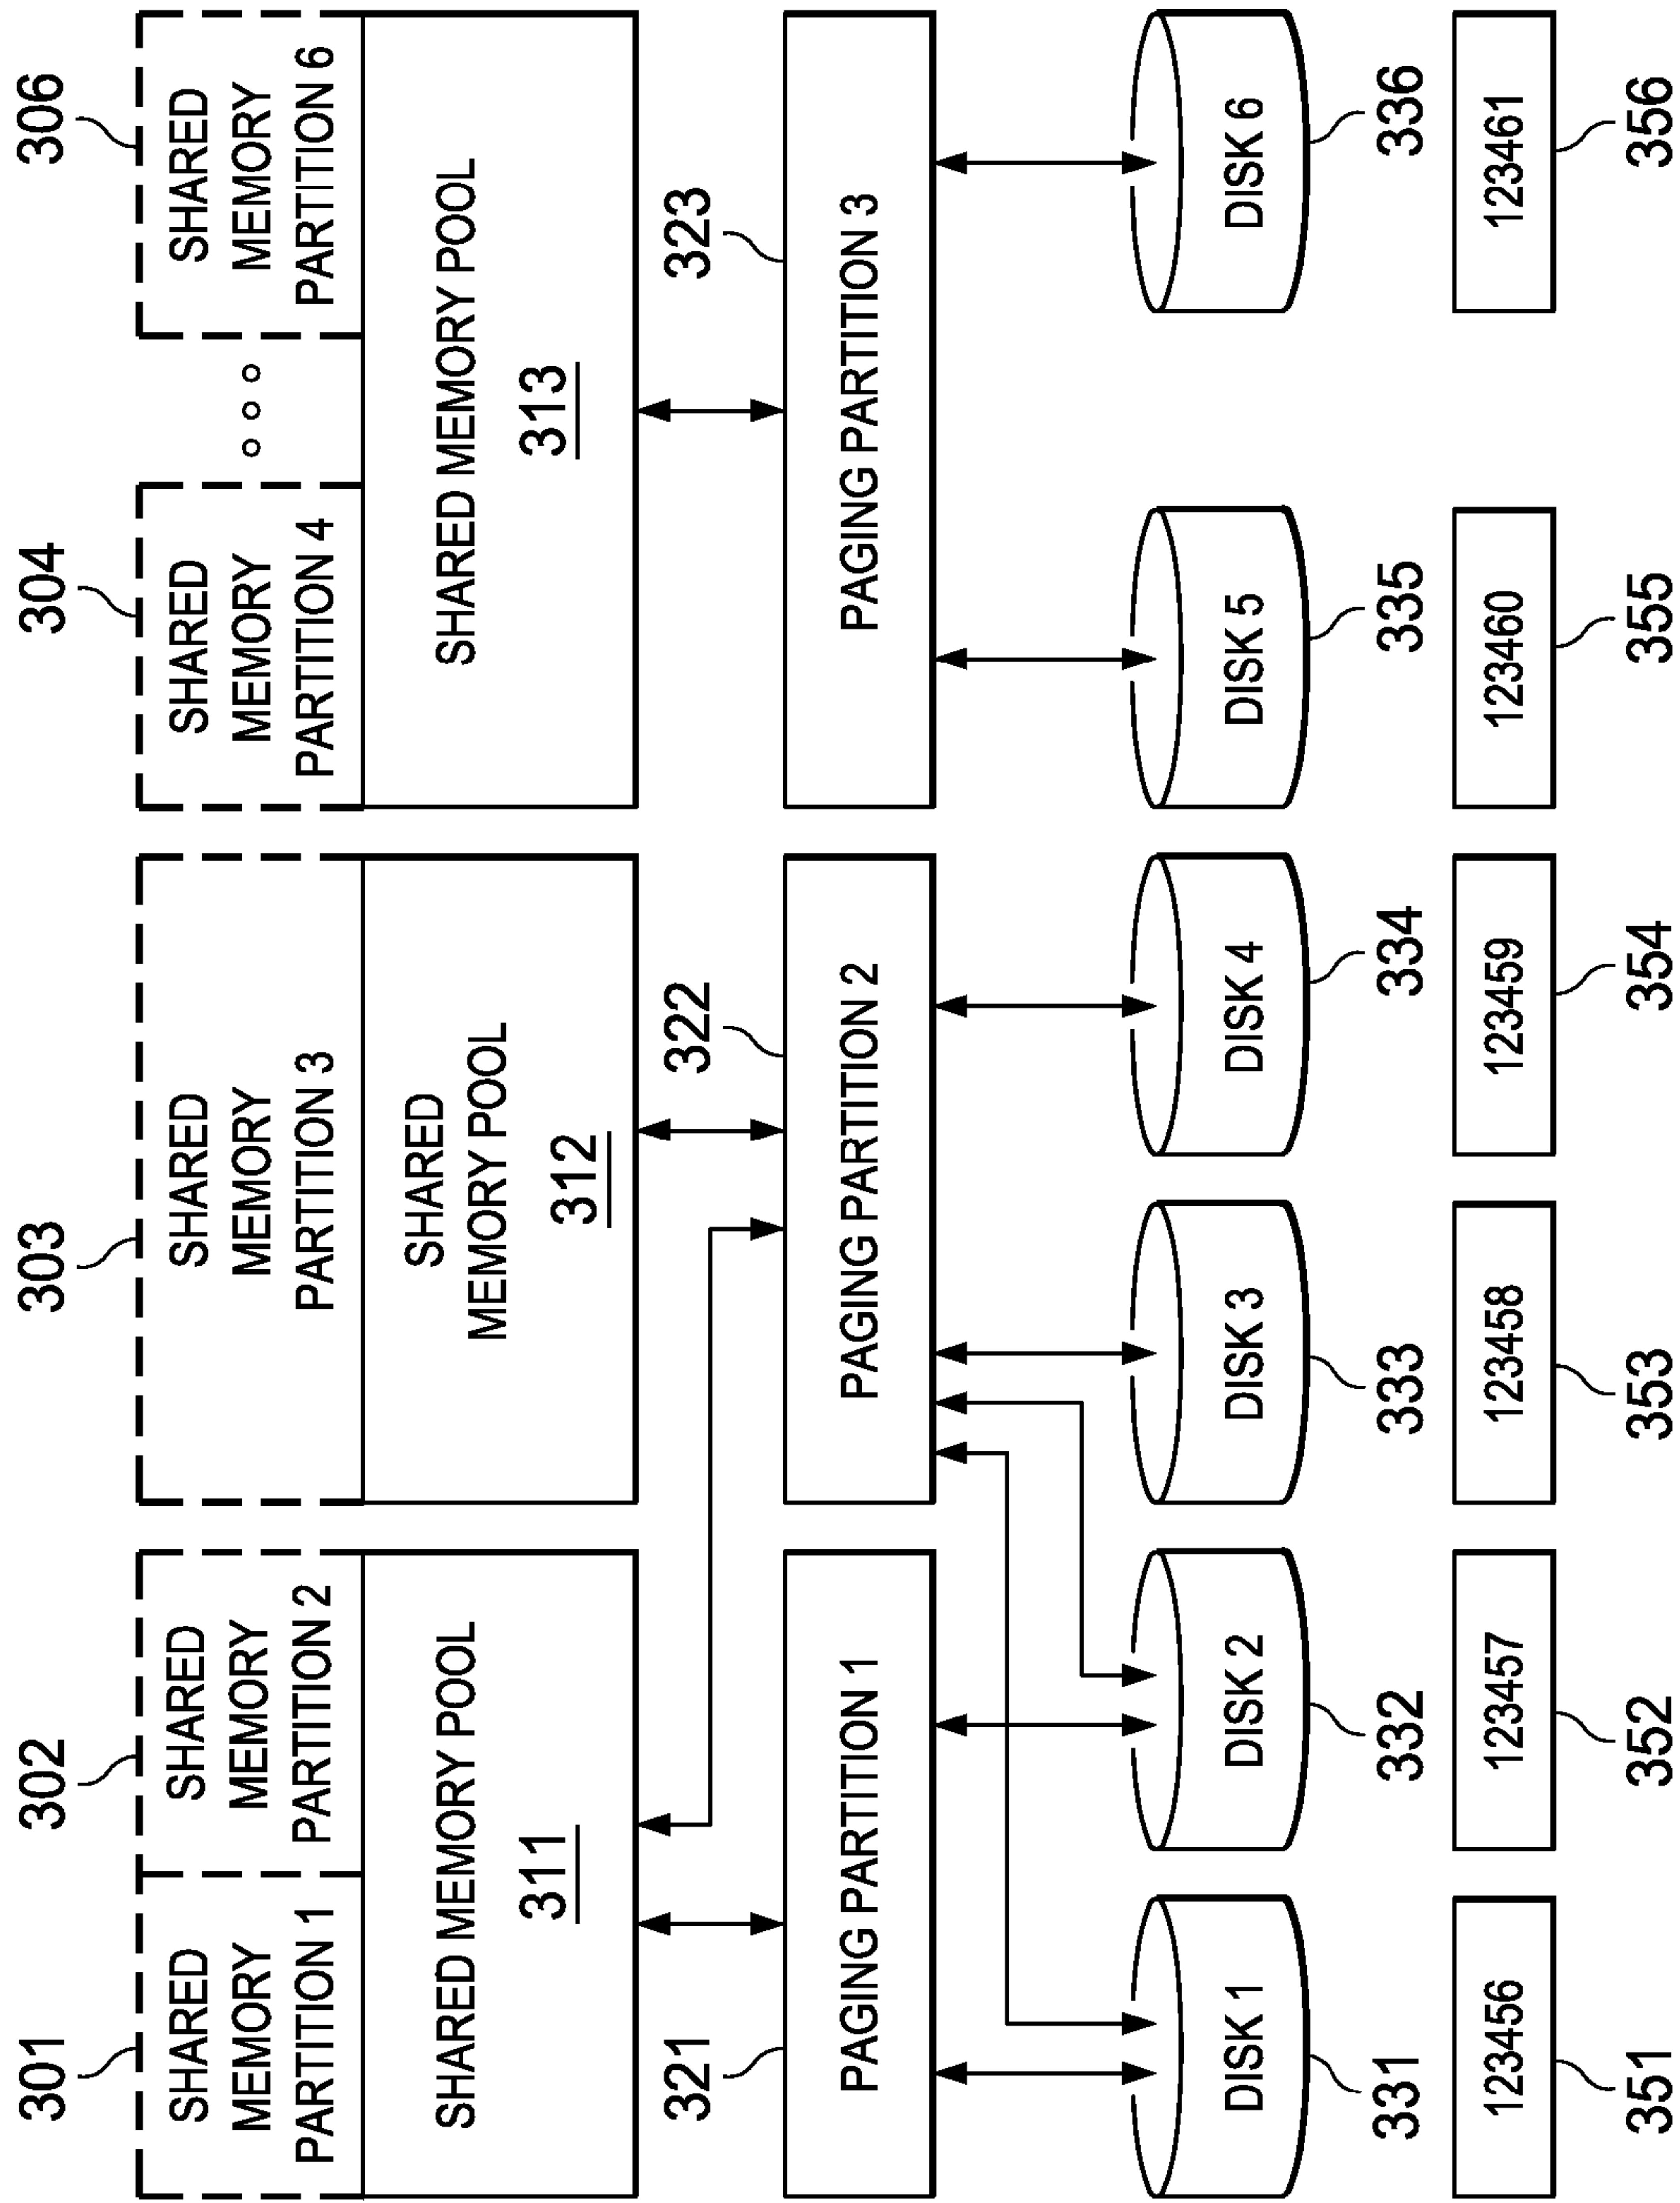 301
302
303
304
306
SHARED
MEMORY
PARTITION 1
SHARED
MEMORY
PARTITION 2
SHARED
MEMORY
PARTITION 3
SHARED
MEMORY
PARTITION 4
SHARED
MEMORY
PARTITION 6
SHARED MEMORY POOL
311
SHARED
MEMORY POOL
312
SHARED MEMORY POOL
313
321
322
323
PAGING PARTITION 1
PAGING PARTITION 2
PAGING PARTITION 3
DISK 1
DISK 2
DISK 3
DISK 4
DISK 5
DISK 6
331
332
333
334
335
336
123456
123457
123458
123459
123460
123461
351
352
353
354
355
356